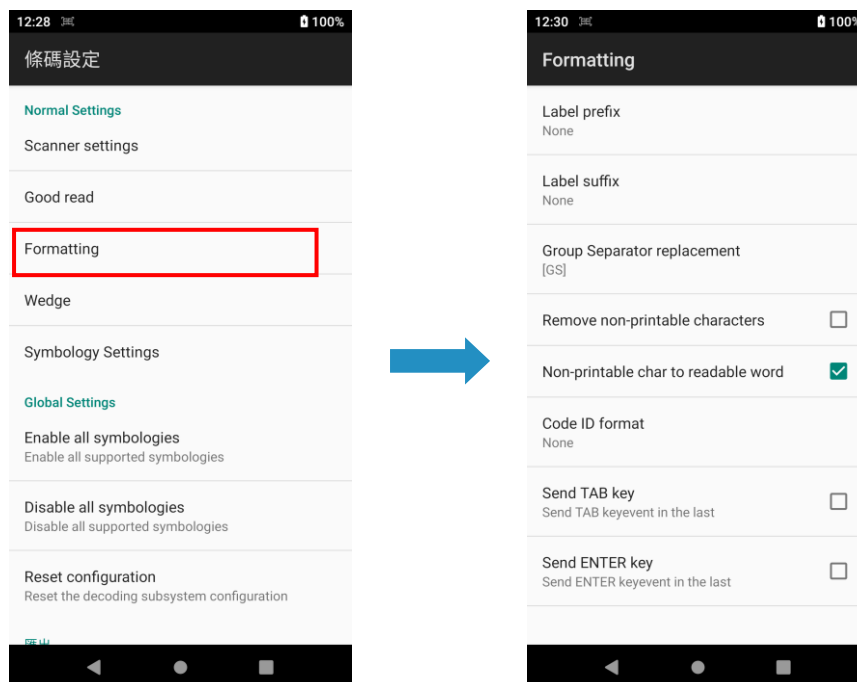 12:28
100%
條碼設定
Normal Settings
Scanner settings
Good read
Formatting
Wedge
Symbology Settings
Global Settings
Enable all symbologies
Enable all supported symbologies
Disable all symbologies
Disable all supported symbologies
Reset configuration
Reset the decoding subsystem configuration
匯出
12:30
100%
Formatting
Label prefix
None
Label suffix
None
Group Separator replacement
[GS]
Remove non-printable characters
Non-printable char to readable word
Code ID format
None
Send TAB key
Send TAB keyevent in the last
Send ENTER key
Send ENTER keyevent in the last